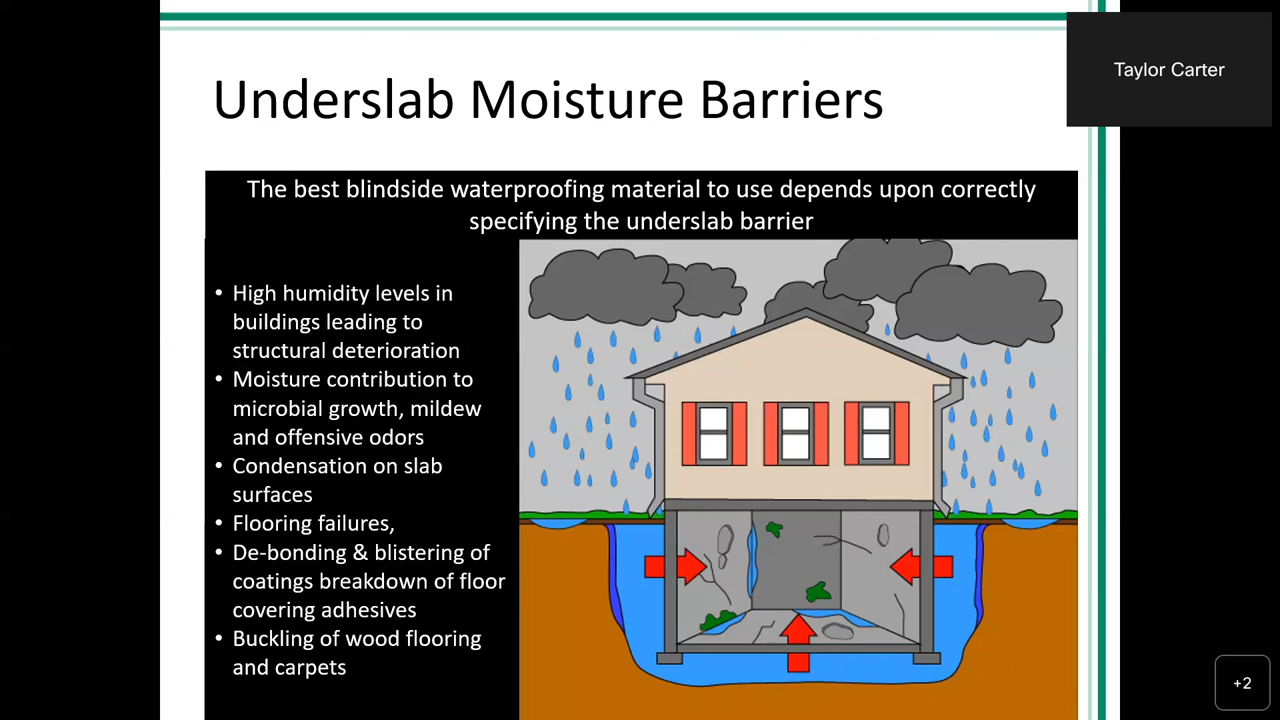 Taylor Carter
Underslab Moisture Barriers
The best blindside waterproofing material to use depends upon correctly
specifying the underslab barrier
• High humidity levels in
buildings leading to
structural deterioration
• Moisture contribution to
microbial growth, mildew
and offensive odors
• Condensation on slab
surfaces
• Flooring failures,
• De-bonding & blistering of
coatings breakdown of floor
covering adhesives
• Buckling of wood flooring
and carpets
+2